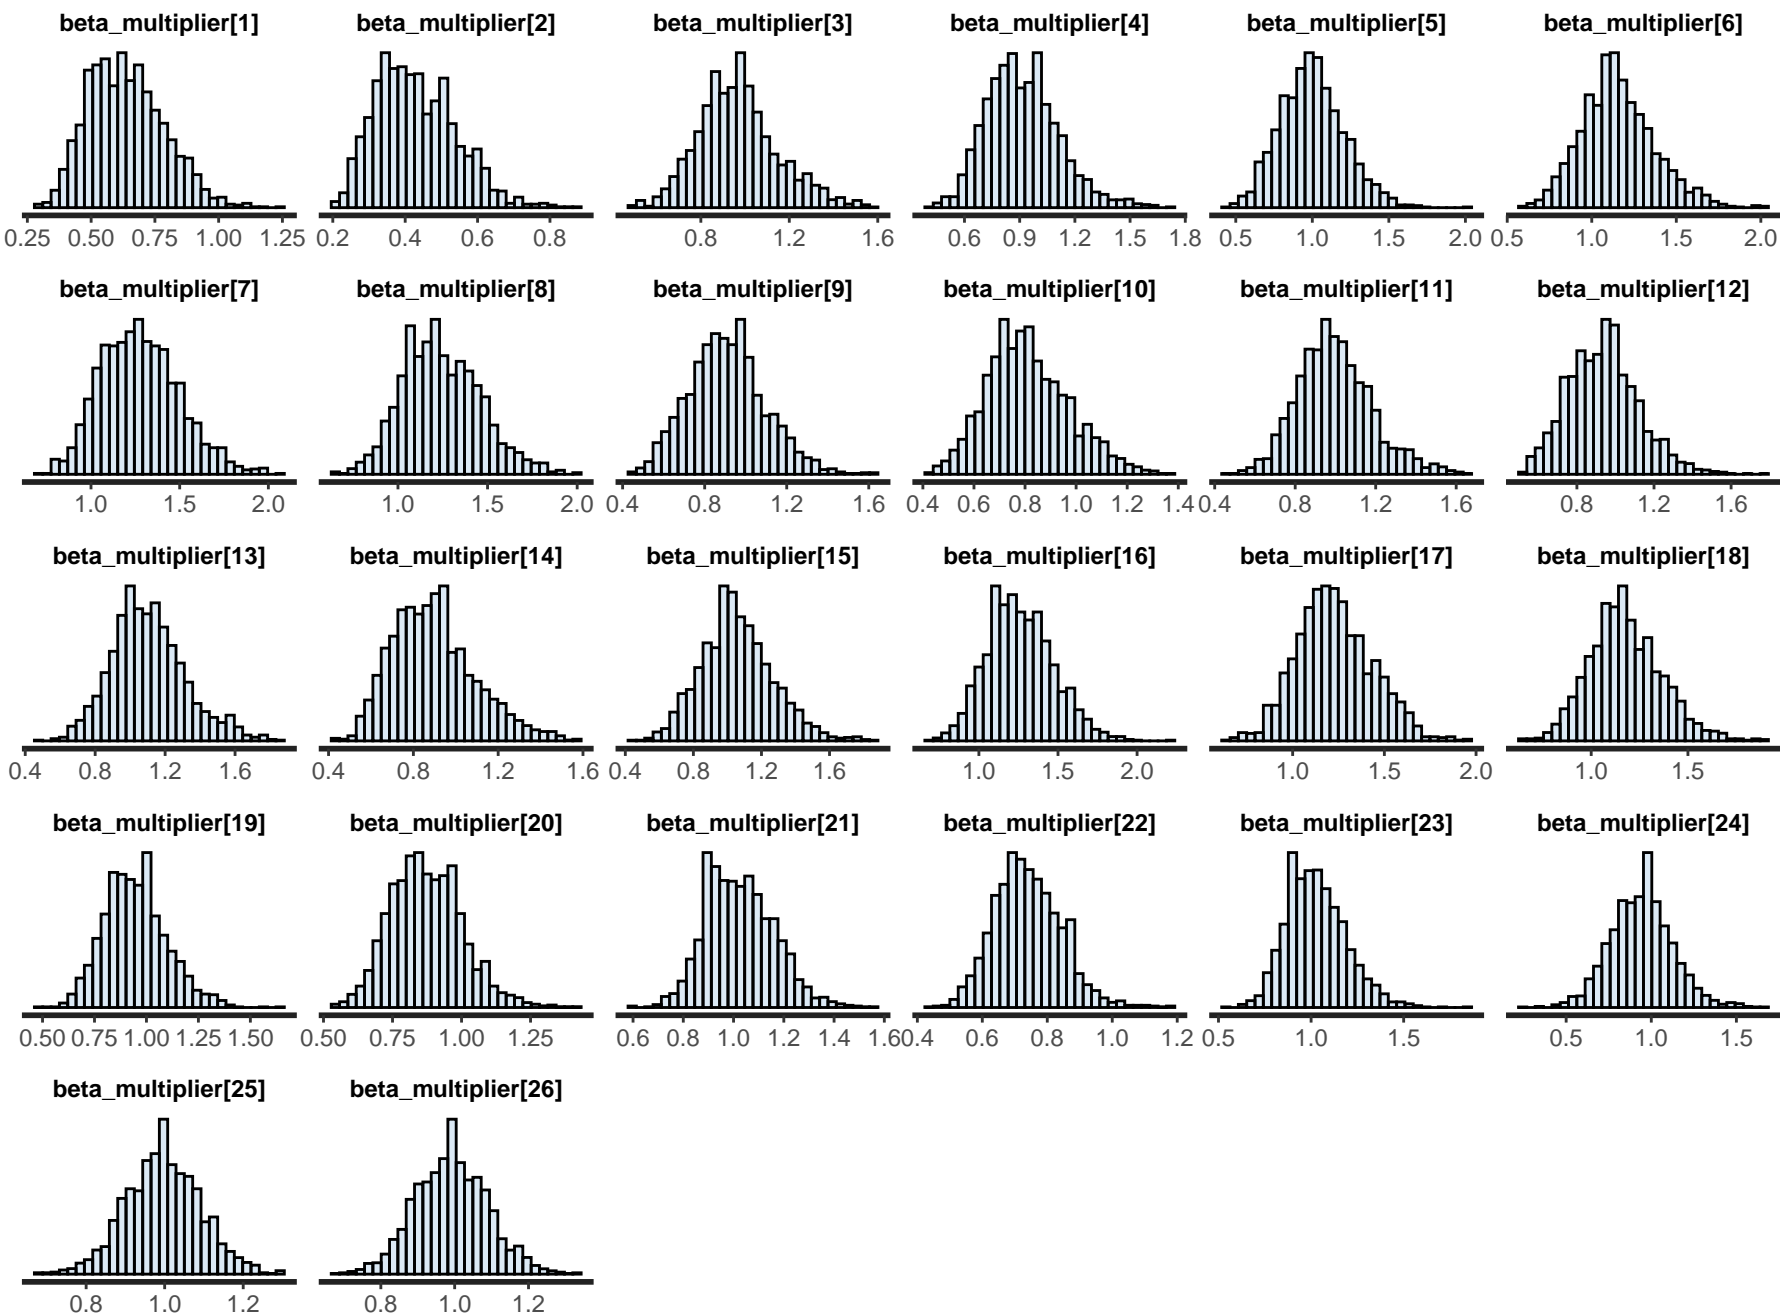 beta_multiplier[1] beta_multiplier[2] beta_multiplier[3] beta_multiplier[4] beta_multiplier[5] beta_multiplier[6]
0.25 0.50 0.75 1.00 1.25 0.2 0.4 0.6 0.8 0.8 1.2 1.6 0.6 0.9 1.2 1.5 1.8 0.5 1.0 1.5 2.0 0.5 1.0 1.5 2.0
beta_multiplier[7] beta_multiplier[8] beta_multiplier[9] beta_multiplier[10] beta_multiplier[11] beta_multiplier[12]
1.0 1.5 2.0 1.0 1.5 2.0 0.4 0.8 1.2 1.6 0.4 0.6 0.8 1.0 1.2 1.4 0.4 0.8 1.2 1.6 0.8 1.2 1.6
beta_multiplier[13] beta_multiplier[14] beta_multiplier[15] beta_multiplier[16] beta_multiplier[17] beta_multiplier[18]
0.4 0.8 1.2 1.6 0.4 0.8 1.2 1.6 0.4 0.8 1.2 1.6 1.0 1.5 2.0 1.0 1.5 2.0 1.0 1.5
beta_multiplier[19] beta_multiplier[20] beta_multiplier[21] beta_multiplier[22] beta_multiplier[23] beta_multiplier[24]
0.50 0.75 1.00 1.25 1.50 0.50 0.75 1.00 1.25 0.6 0.8 1.0 1.2 1.4 1.6 0.4 0.6 0.8 1.0 1.2 0.5 1.0 1.5 0.5 1.0 1.5
beta_multiplier[25] beta_multiplier[26]
0.8 1.0 1.2 0.8 1.0 1.2